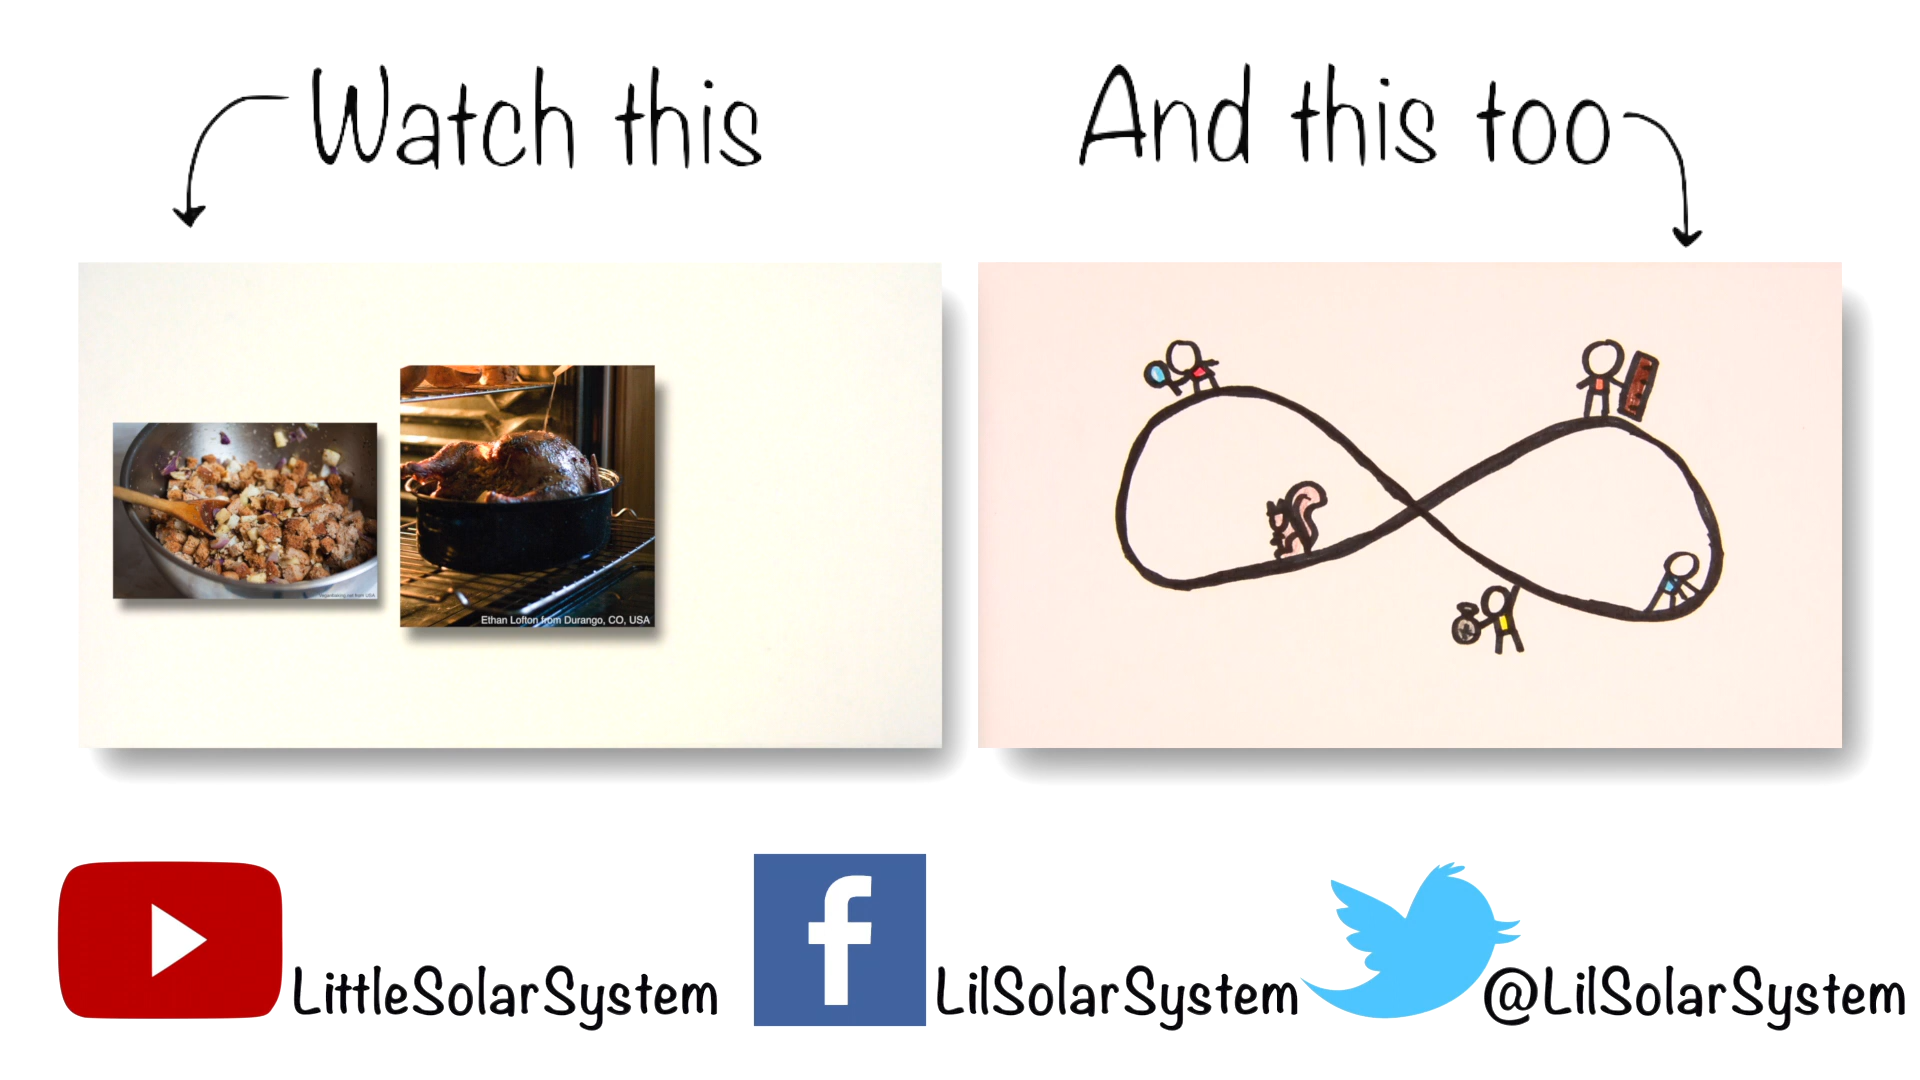 Watch this
And this too
Ethan Lofton from Durango, CO, USA
LittleSolarSystem
LilSolarSystem
@LilSolarSystem